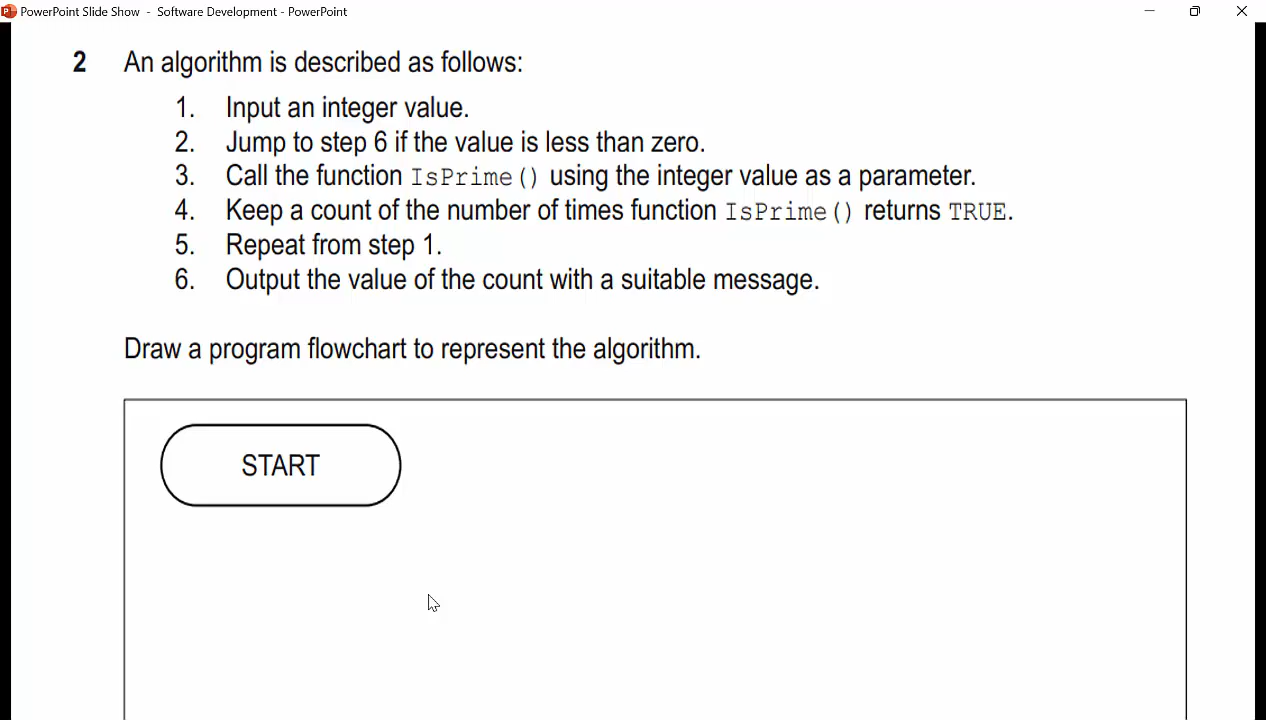 PowerPoint Slide Show - Software Development - PowerPoint
2 An algorithm is described as follows:
1. Input an integer value.
2. Jump to step 6 if the value is less than zero.
3. Call the function IsPrime() using the integer value as a parameter.
4. Keep a count of the number of times function IsPrime() returns TRUE.
5. Repeat from step 1.
6. Output the value of the count with a suitable message.
Draw a program flowchart to represent the algorithm.
START